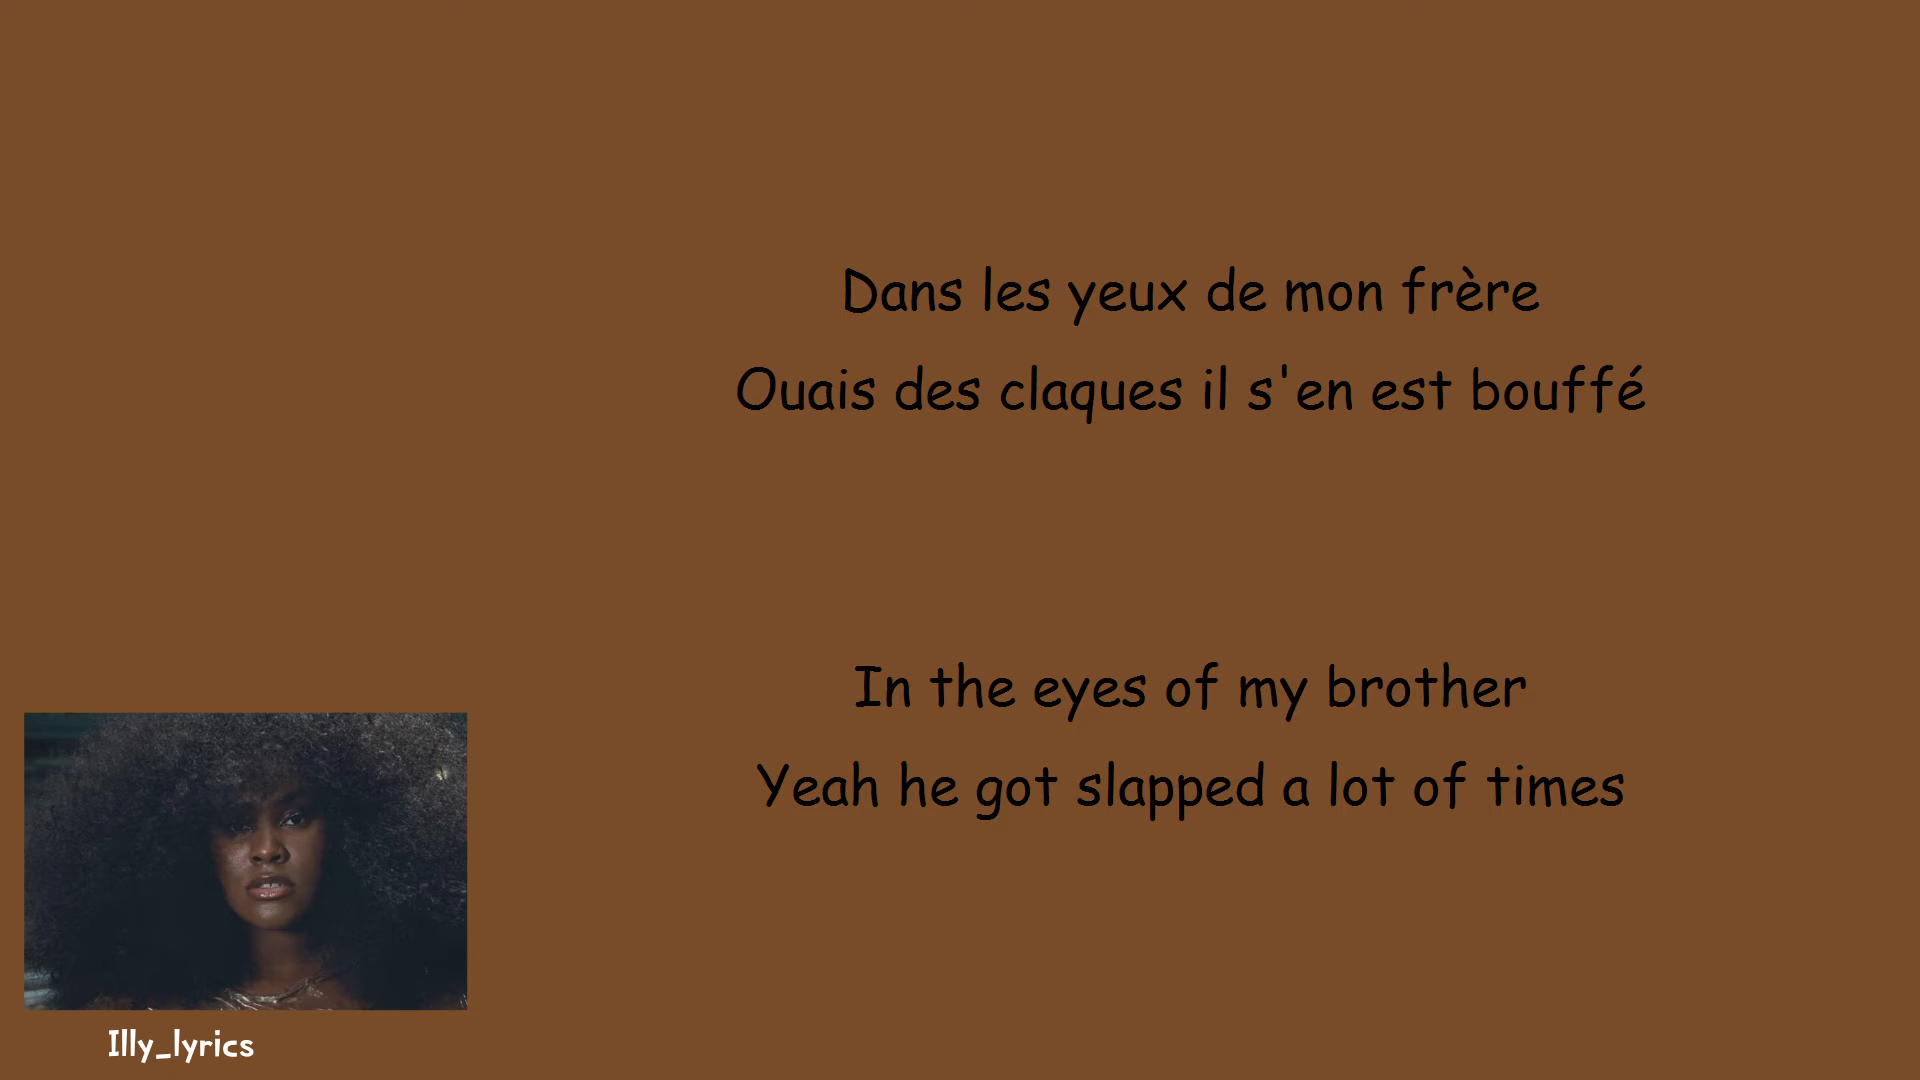 Dans les yeux de mon frère
Ouais des claques il s'en est bouffé
In the eyes of my brother
Yeah he got slapped a lot of times
Illy_lyrics